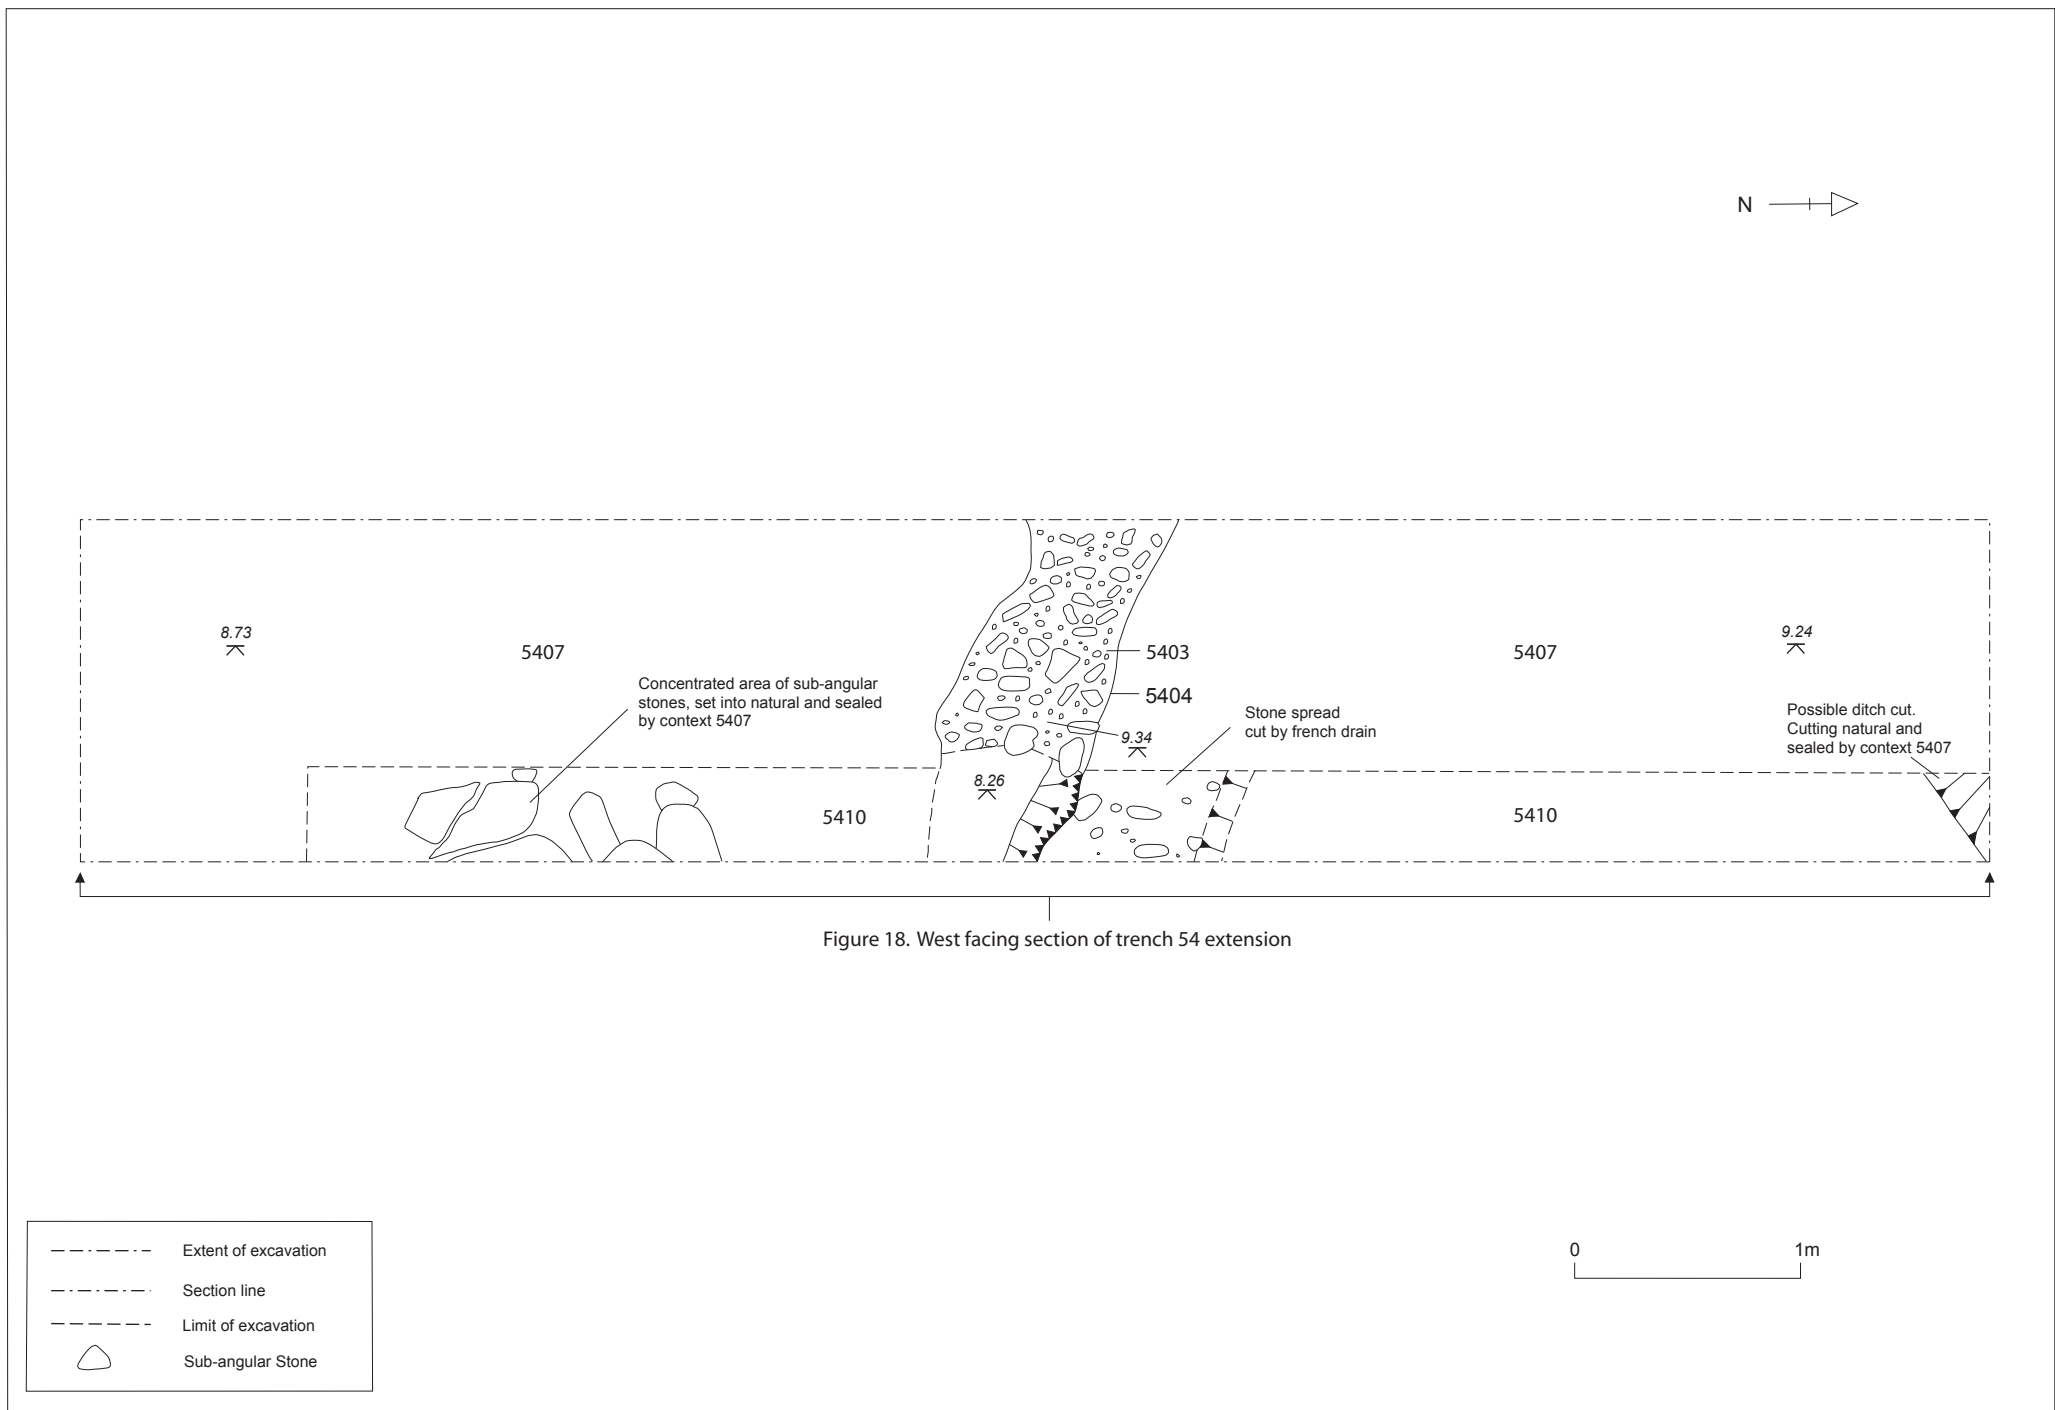 N
8.73
5407
Concentrated area of sub-angular
stones, set into natural and sealed
by context 5407
5403
5404
9.34
8.26
Stone spread
cut by french drain
5407
9.24
Possible ditch cut.
Cutting natural and
sealed by context 5407
5410
5410
Figure 18. West facing section of trench 54 extension
Extent of excavation
Section line
Limit of excavation
Sub-angular Stone
0 1m